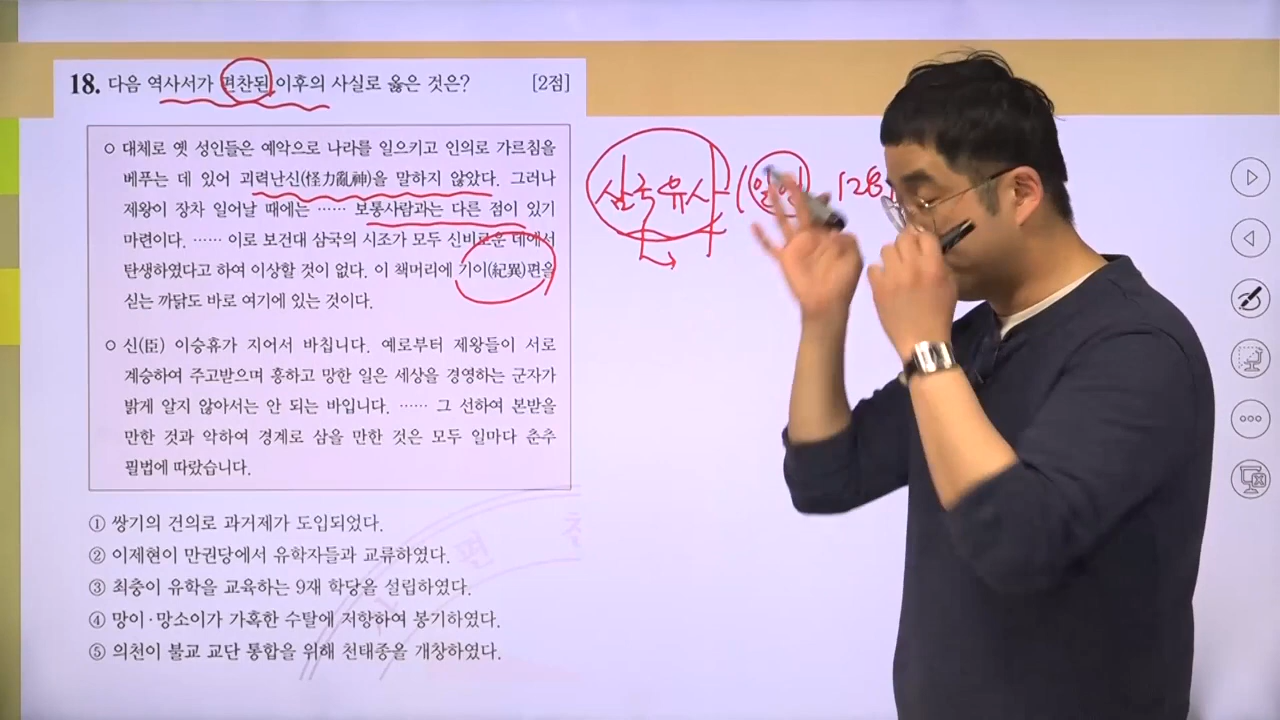 18. 다음 역사서가 편찬된 이후의 사실로 옳은 것은? [2점]
○ 대체로 옛 성인들은 예악으로 나라를 일으키고 인의로 가르침을
베푸는 데 있어 괴력난신(怪力亂神)을 말하지 않았다. 그러나
제왕이 장차 일어날 때에는 …… 보통사람과는 다른 점이 있기
마련이다. …… 이로 보건대 삼국의 시조가 모두 신비로운 데에서
탄생하였다고 하여 이상할 것이 없다. 이 책머리에 기이(紀異)편을
싣는 까닭도 바로 여기에 있는 것이다.
○ 신(臣) 이승휴가 지어서 바칩니다. 예로부터 제왕들이 서로
계승하여 주고받으며 흥하고 망한 일은 세상을 경영하는 군자가
밝게 알지 않아서는 안 되는 바입니다. …… 그 선하여 본받을
만한 것과 악하여 경계로 삼을 만한 것은 모두 일마다 춘추
필법에 따랐습니다.
① 쌍기의 건의로 과거제가 도입되었다.
② 이제현이 만권당에서 유학자들과 교류하였다.
③ 최충이 유학을 교육하는 9재 학당을 설립하였다.
④ 망이·망소이가 가혹한 수탈에 저항하여 봉기하였다.
⑤ 의천이 불교 교단 통합을 위해 천태종을 개창하였다.
삼국유사 (일연
편 찬